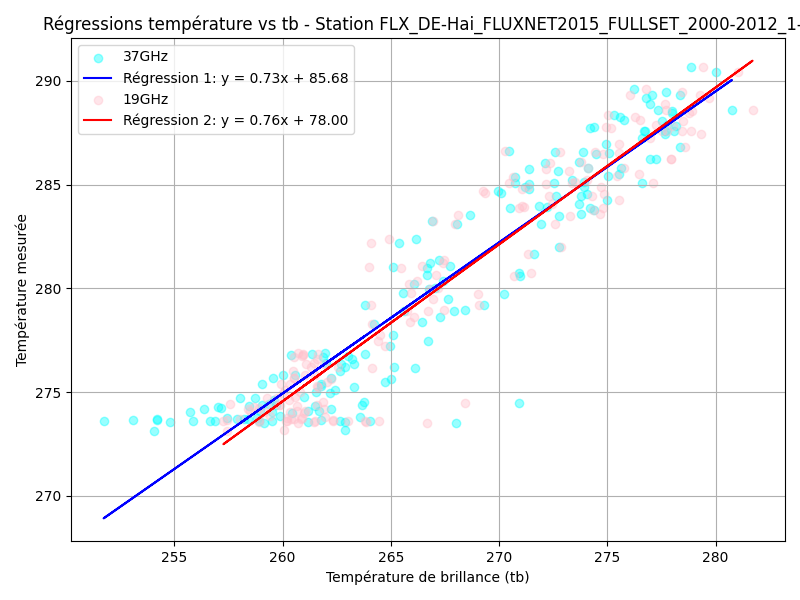 Régressions température vs tb - Station FLX_DE-Hai_FLUXNET2015_FULLSET_2000-2012_1-
37GHz
Régression 1: y = 0.73x + 85.68
19GHz
Régression 2: y = 0.76x + 78.00
Température mesurée
290
285
280
275
270
255 260 265 270 275 280
Température de brillance (tb)